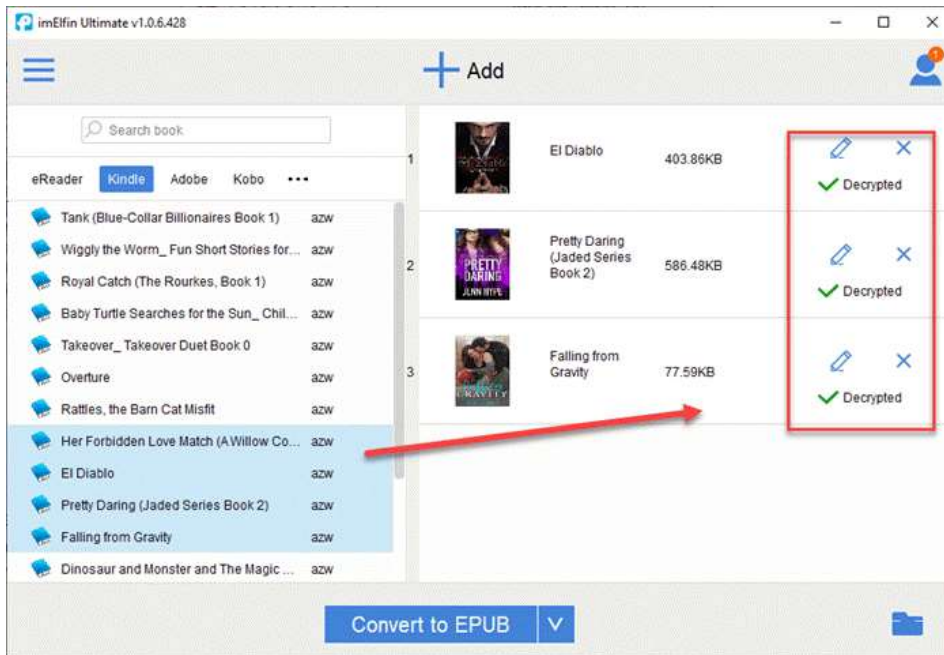 imElfin Ultimate v1.0.6.428
Add
1
Search book
eReader Kindle Adobe Kobo
Tank (Blue-Collar Billionaires Book 1) azw
Wiggly the Worm_ Fun Short Stories for... azw
Royal Catch (The Rourkes, Book 1) azw
Baby Turtle Searches for the Sun_ Chil... azw
Takeover_ Takeover Duet Book 0 azw
Overture azw
Rattles, the Barn Cat Misfit azw
Her Forbidden Love Match (A Willow Co... azw
El Diablo azw
Pretty Daring (Jaded Series Book 2) azw
Falling from Gravity azw
Dinosaur and Monster and The Magic ... azw
1
El Diablo
403.86KB
Decrypted
2
PRETTY
DARING
JENN HYPE
Pretty Daring
(Jaded Series
Book 2)
586.48KB
Decrypted
3
GRAVITY
Falling from
Gravity
77.59KB
Decrypted
Convert to EPUB